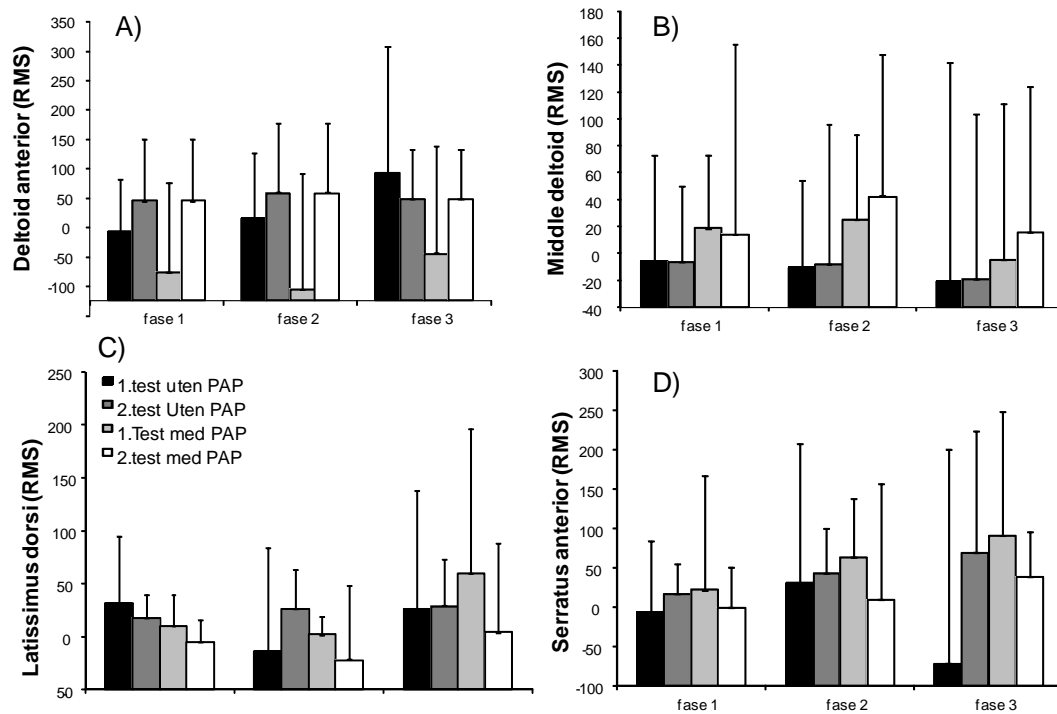 A)
Deltoid anterior (RMS)
350
300
250
200
150
100
50
0
-50
-100
fase 1
fase 2
fase 3
B)
Middle deltoid (RMS)
180
160
140
120
100
80
60
40
20
0
-20
-40
fase 1
fase 2
fase 3
C)
Latissimus dorsi (RMS)
250
200
150
100
50
0
50
1.test uten PAP
2.test Uten PAP
1.Test med PAP
2.test med PAP
D)
Serratus anterior (RMS)
300
250
200
150
100
50
0
-50
-100
fase 1
fase 2
fase 3